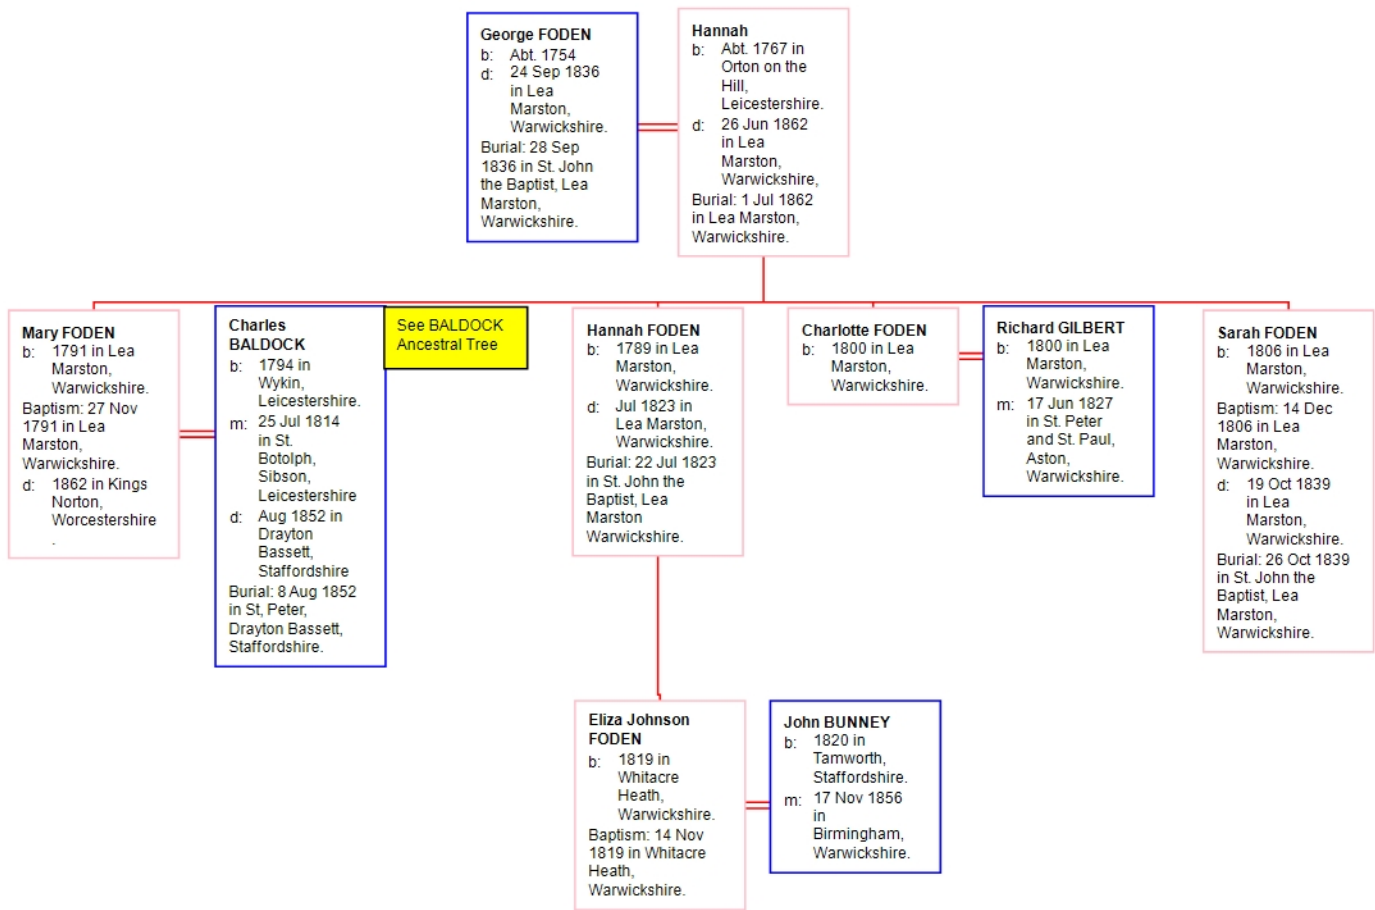 George FODEN
b: Abt. 1754
d: 24 Sep 1836
in Lea
Marston,
Warwickshire.
Burial: 28 Sep
1836 in St. John
the Baptist, Lea
Marston,
Warwickshire.
Hannah
b: Abt. 1767 in
Orton on the
Hill,
Leicestershire.
d: 26 Jun 1862
in Lea
Marston,
Warwickshire,
Burial: 1 Jul 1862
in Lea Marston,
Warwickshire.
Mary FODEN
b: 1791 in Lea
Marston,
Warwickshire.
Baptism: 27 Nov
1791 in Lea
Marston,
Warwickshire.
d: 1862 in Kings
Norton,
Worcestershire
.
Charles
BALDOCK
b: 1794 in
Wykin,
Leicestershire.
m: 25 Jul 1814
in St.
Botolph,
Sibson,
Leicestershire
d: Aug 1852 in
Drayton
Bassett,
Staffordshire
Burial: 8 Aug 1852
in St, Peter,
Drayton Bassett,
Staffordshire.
See BALDOCK
Ancestral Tree
Hannah FODEN
b: 1789 in Lea
Marston,
Warwickshire.
d: Jul 1823 in
Lea Marston,
Warwickshire.
Burial: 22 Jul 1823
in St. John the
Baptist, Lea
Marston
Warwickshire.
Charlotte FODEN
b: 1800 in Lea
Marston,
Warwickshire.
Richard GILBERT
b: 1800 in Lea
Marston,
Warwickshire.
m: 17 Jun 1827
in St. Peter
and St. Paul,
Aston,
Warwickshire.
Sarah FODEN
b: 1806 in Lea
Marston,
Warwickshire.
Baptism: 14 Dec
1806 in Lea
Marston,
Warwickshire.
d: 19 Oct 1839
in Lea
Marston,
Warwickshire.
Burial: 26 Oct 1839
in St. John the
Baptist, Lea
Marston,
Warwickshire.
Eliza Johnson
FODEN
b: 1819 in
Whitacre
Heath,
Warwickshire.
Baptism: 14 Nov
1819 in Whitacre
Heath,
Warwickshire.
John BUNNEY
b: 1820 in
Tamworth,
Staffordshire.
m: 17 Nov 1856
in
Birmingham,
Warwickshire.